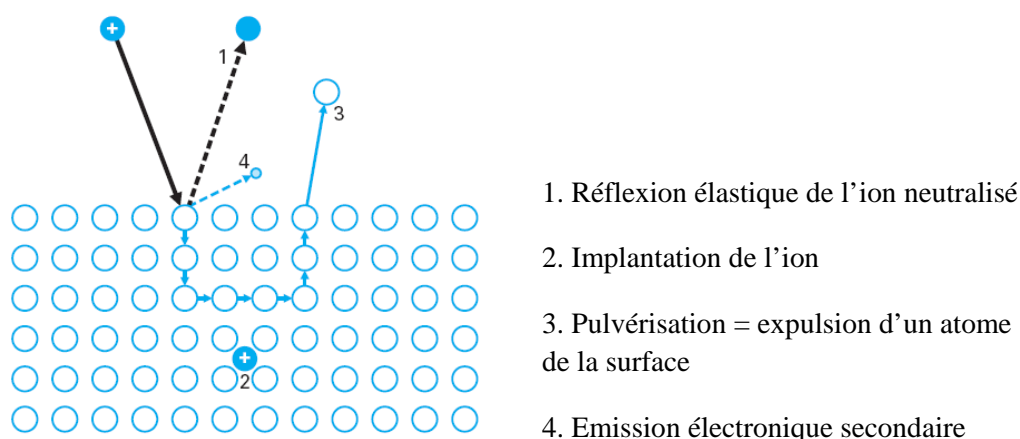 +
1
3
4
1. Réflexion élastique de l’ion neutralisé
2. Implantation de l’ion
3. Pulvérisation = expulsion d’un atome
de la surface
+
2
4. Emission électronique secondaire